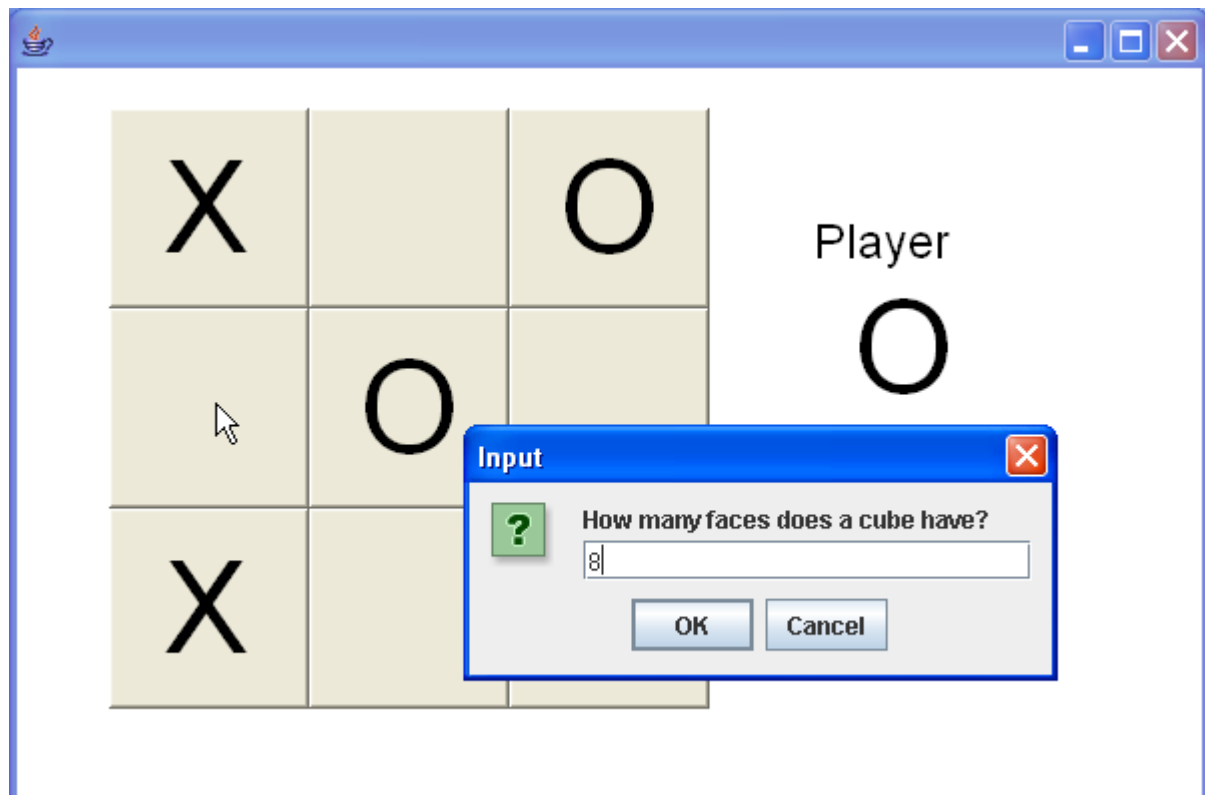 X O
Player
O
O
Input
? How many faces does a cube have?
8
X
OK Cancel